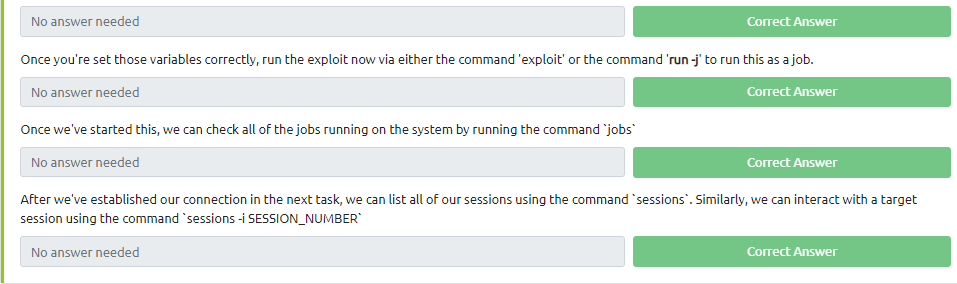 No answer needed
Correct Answer
Once you're set those variables correctly, run the exploit now via either the command 'exploit' or the command 'run -j' to run this as a job.
No answer needed
Correct Answer
Once we've started this, we can check all of the jobs running on the system by running the command `jobs`
No answer needed
Correct Answer
After we've established our connection in the next task, we can list all of our sessions using the command `sessions`. Similarly, we can interact with a target
session using the command `sessions -i SESSION_NUMBER`
No answer needed
Correct Answer